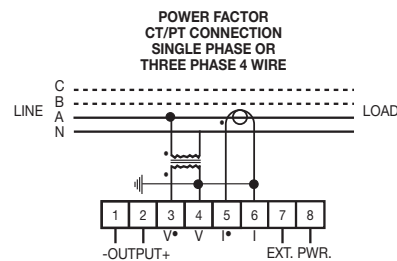 POWER FACTOR
CT/PT CONNECTION
SINGLE PHASE OR
THREE PHASE 4 WIRE
C
B
LINE A LOAD
N
1 2 3 4 5 6 7 8
V• V I• I
-OUTPUT+ EXT. PWR.